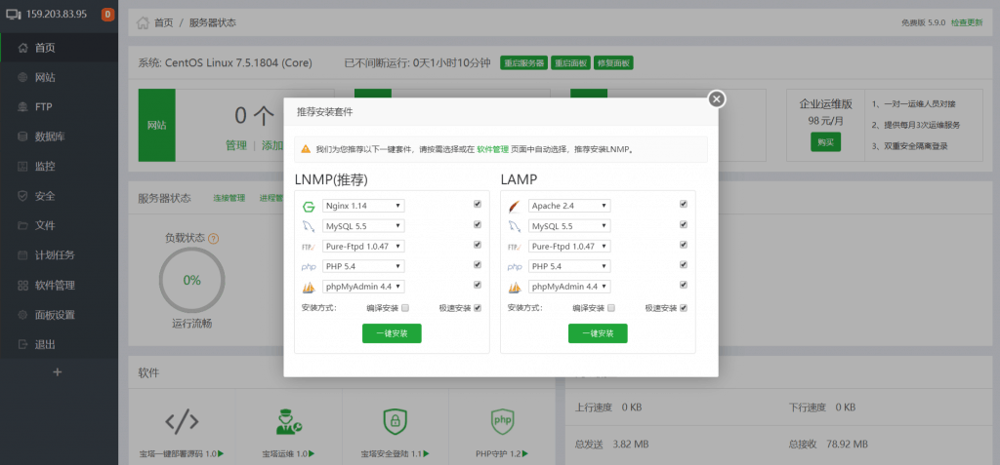 159.203.83.95 0
首页
网站
FTP
数据库
监控
安全
文件
计划任务
软件管理
面板设置
退出
首页 / 服务器状态
免费版 5.9.0 检查更新
系统: CentOS Linux 7.5.1804 (Core) 已不间断运行: 0天1小时10分钟 重启服务器 重启面板 修复面板
网站
0 个
管理 | 添加
企业运维版
98 元/月
购买
1、一对一运维人员对接
2、提供每月3次运维服务
3、双重安全隔离登录
服务器状态 连接管理 进程管
负载状态 ?
0%
运行流畅
推荐安装套件
我们为您推荐以下一键套件，请按需选择或在 软件管理 页面中自动选择，推荐安装LNMP。
LNMP(推荐)
Nginx 1.14
MySQL 5.5
FTP Pure-Ftpd 1.0.47
php PHP 5.4
phpMyAdmin 4.4
安装方式: 编译安装 极速安装
一键安装
LAMP
Apache 2.4
MySQL 5.5
FTP Pure-Ftpd 1.0.47
php PHP 5.4
phpMyAdmin 4.4
安装方式: 编译安装 极速安装
一键安装
软件
宝塔一键部署源码 1.0
宝塔运维 1.0
宝塔安全登陆 1.1
php
PHP守护 1.2
上行速度 0 KB
下行速度 0 KB
总发送 3.82 MB
总接收 78.92 MB